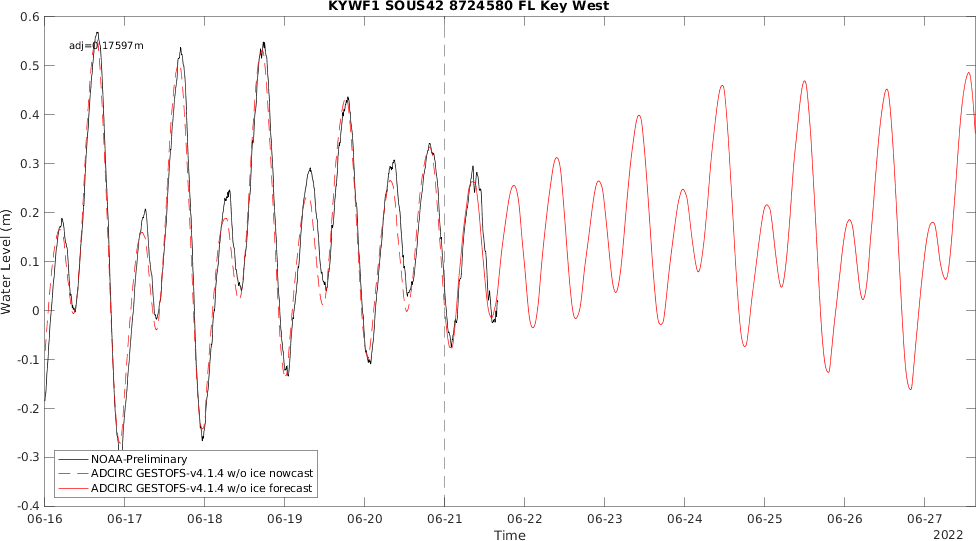 KYWF1 SOUS42 8724580 FL Key West
adj=0.17597m
Water Level (m)
0.6
0.5
0.4
0.3
0.2
0.1
0
-0.1
-0.2
-0.3
-0.4
NOAA-Preliminary
ADCIRC GESTOFS-v4.1.4 w/o ice nowcast
ADCIRC GESTOFS-v4.1.4 w/o ice forecast
06-16 06-17 06-18 06-19 06-20 06-21 06-22 06-23 06-24 06-25 06-26 06-27
Time
2022